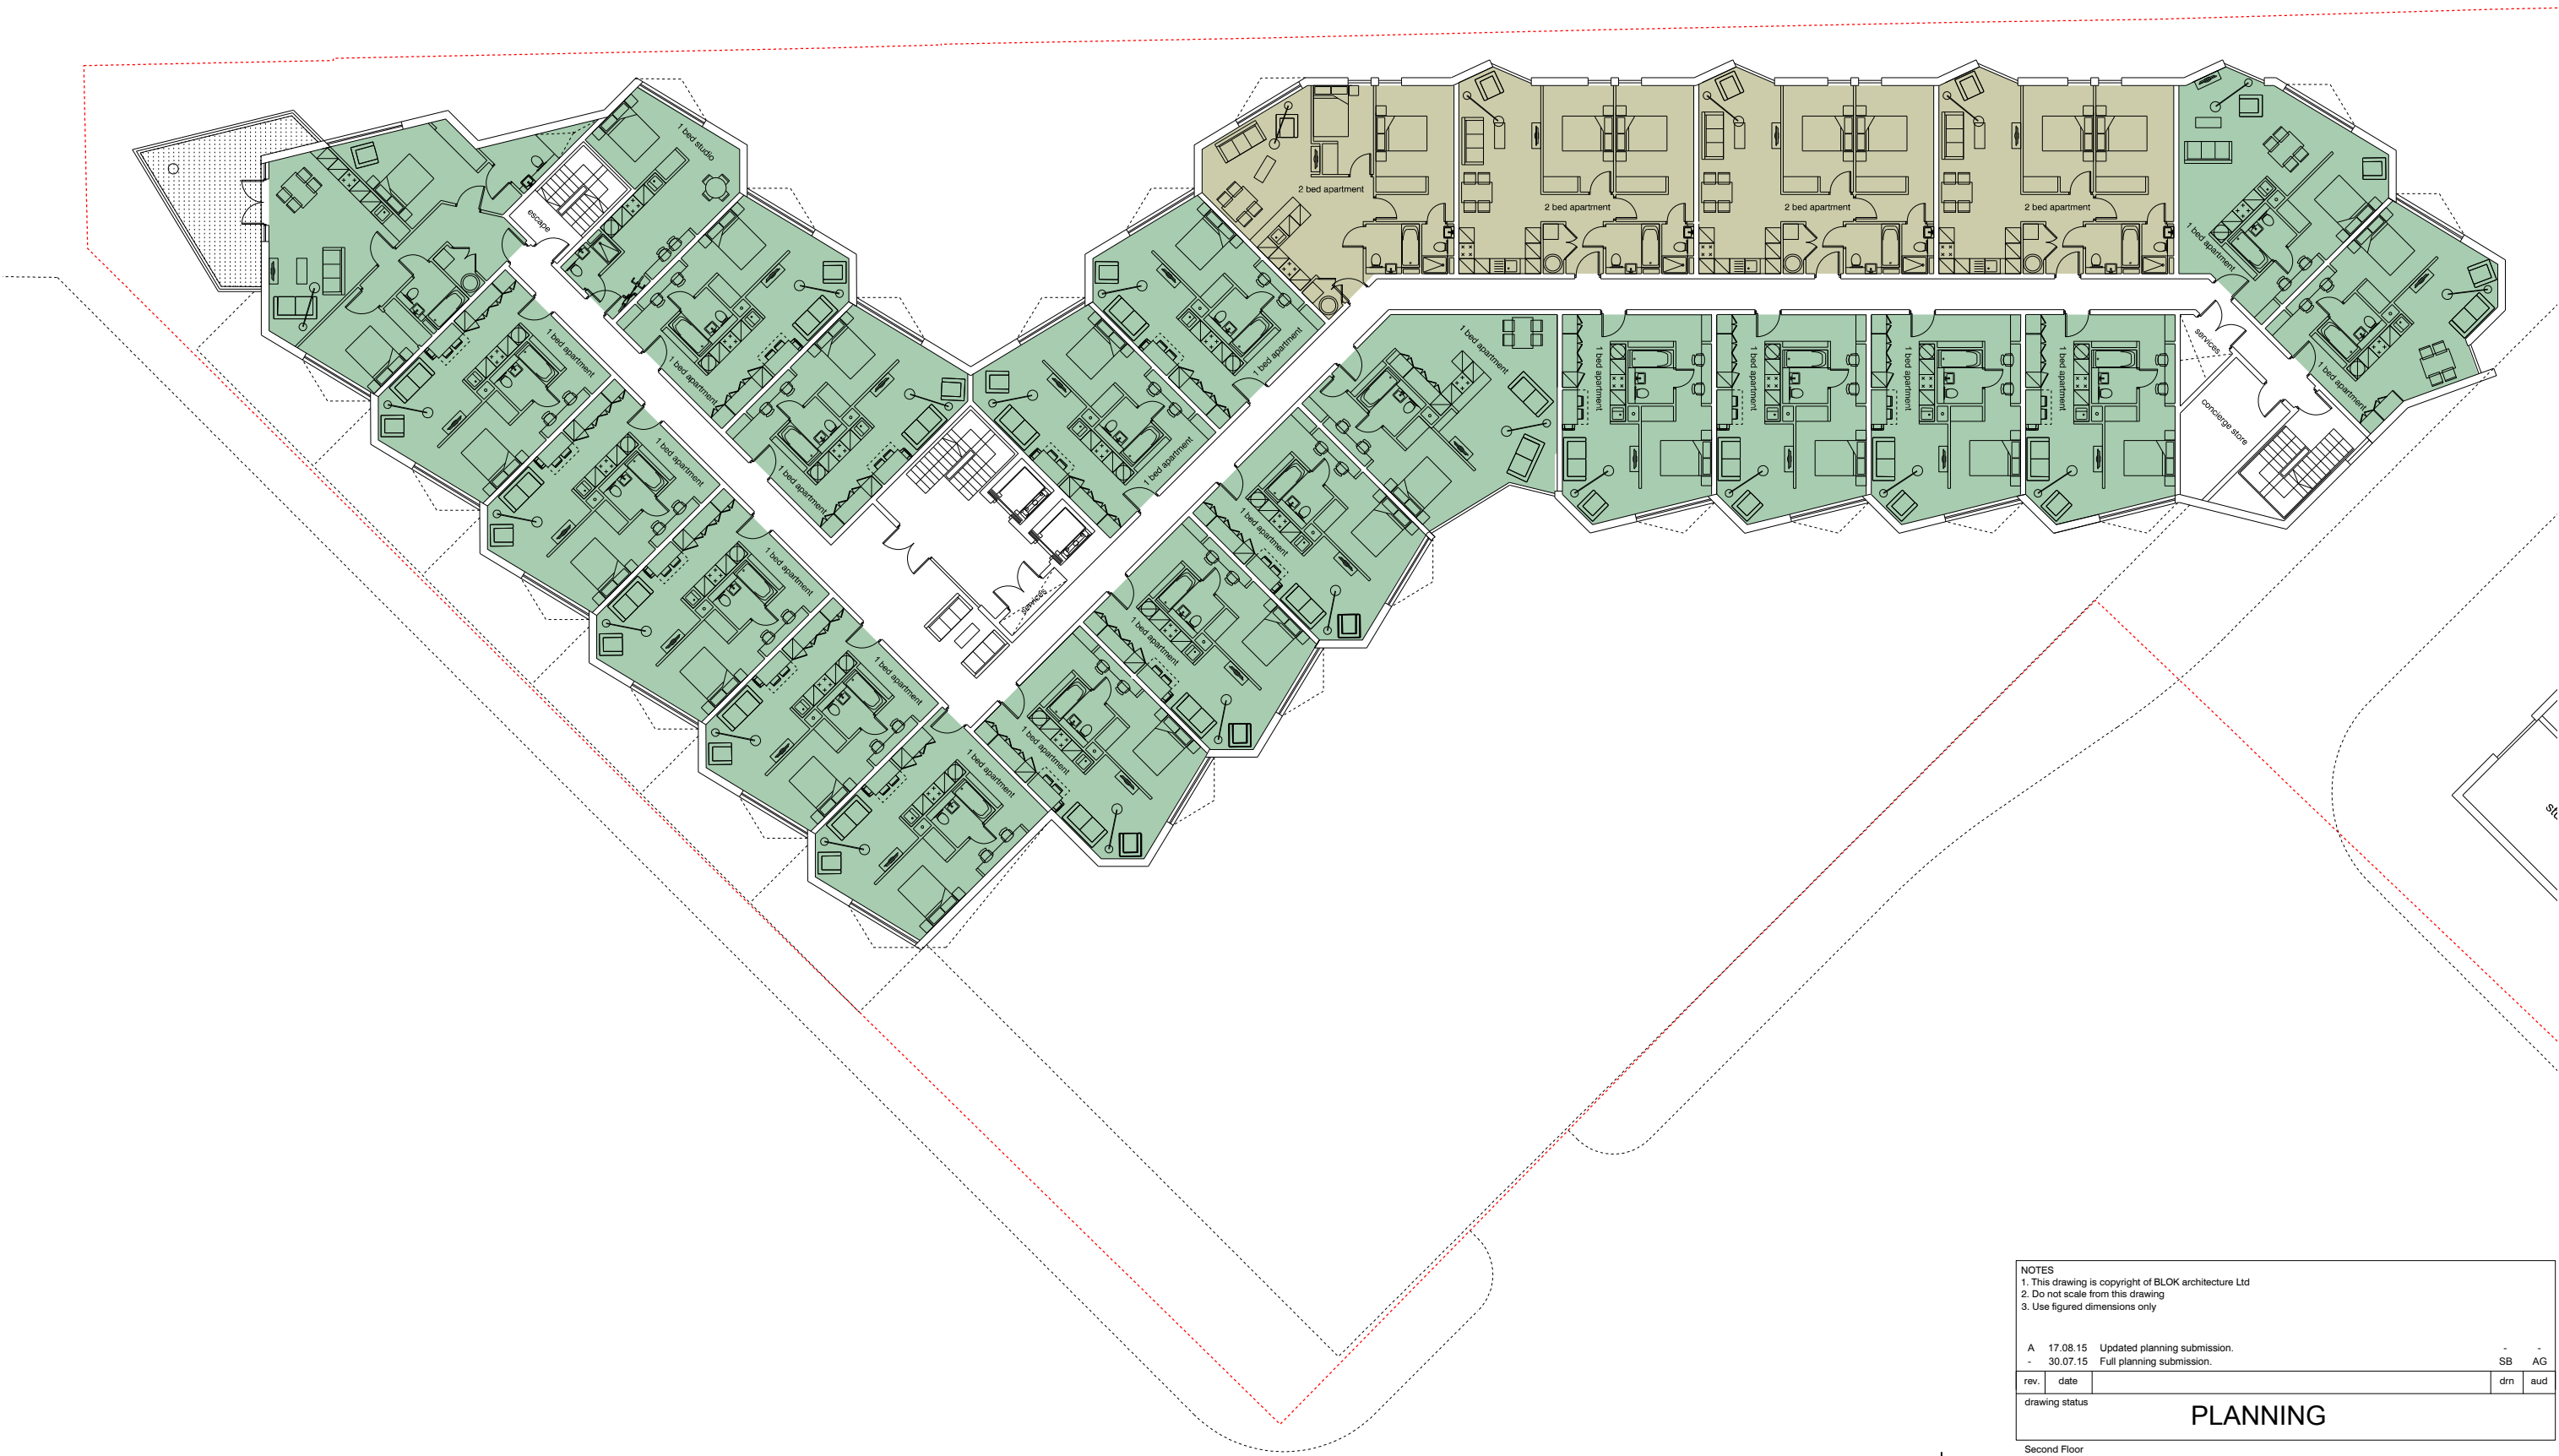 1 bed studio
escape
1 bed apartment
1 bed apartment
1 bed apartment
1 bed apartment
1 bed apartment
1 bed apartment
1 bed apartment
1 bed apartment
1 bed apartment
services
1 bed apartment
1 bed apartment
1 bed apartment
2 bed apartment
2 bed apartment
2 bed apartment
2 bed apartment
1 bed apartment
1 bed apartment
1 bed apartment
1 bed apartment
1 bed apartment
1 bed apartment
services
1 bed apartment
concierge store
NOTES
1. This drawing is copyright of BLOK architecture Ltd
2. Do not scale from this drawing
3. Use figured dimensions only
A 17.08.15 Updated planning submission. - -
- 30.07.15 Full planning submission. SB AG
rev. date drn aud
drawing status
PLANNING
Second Floor